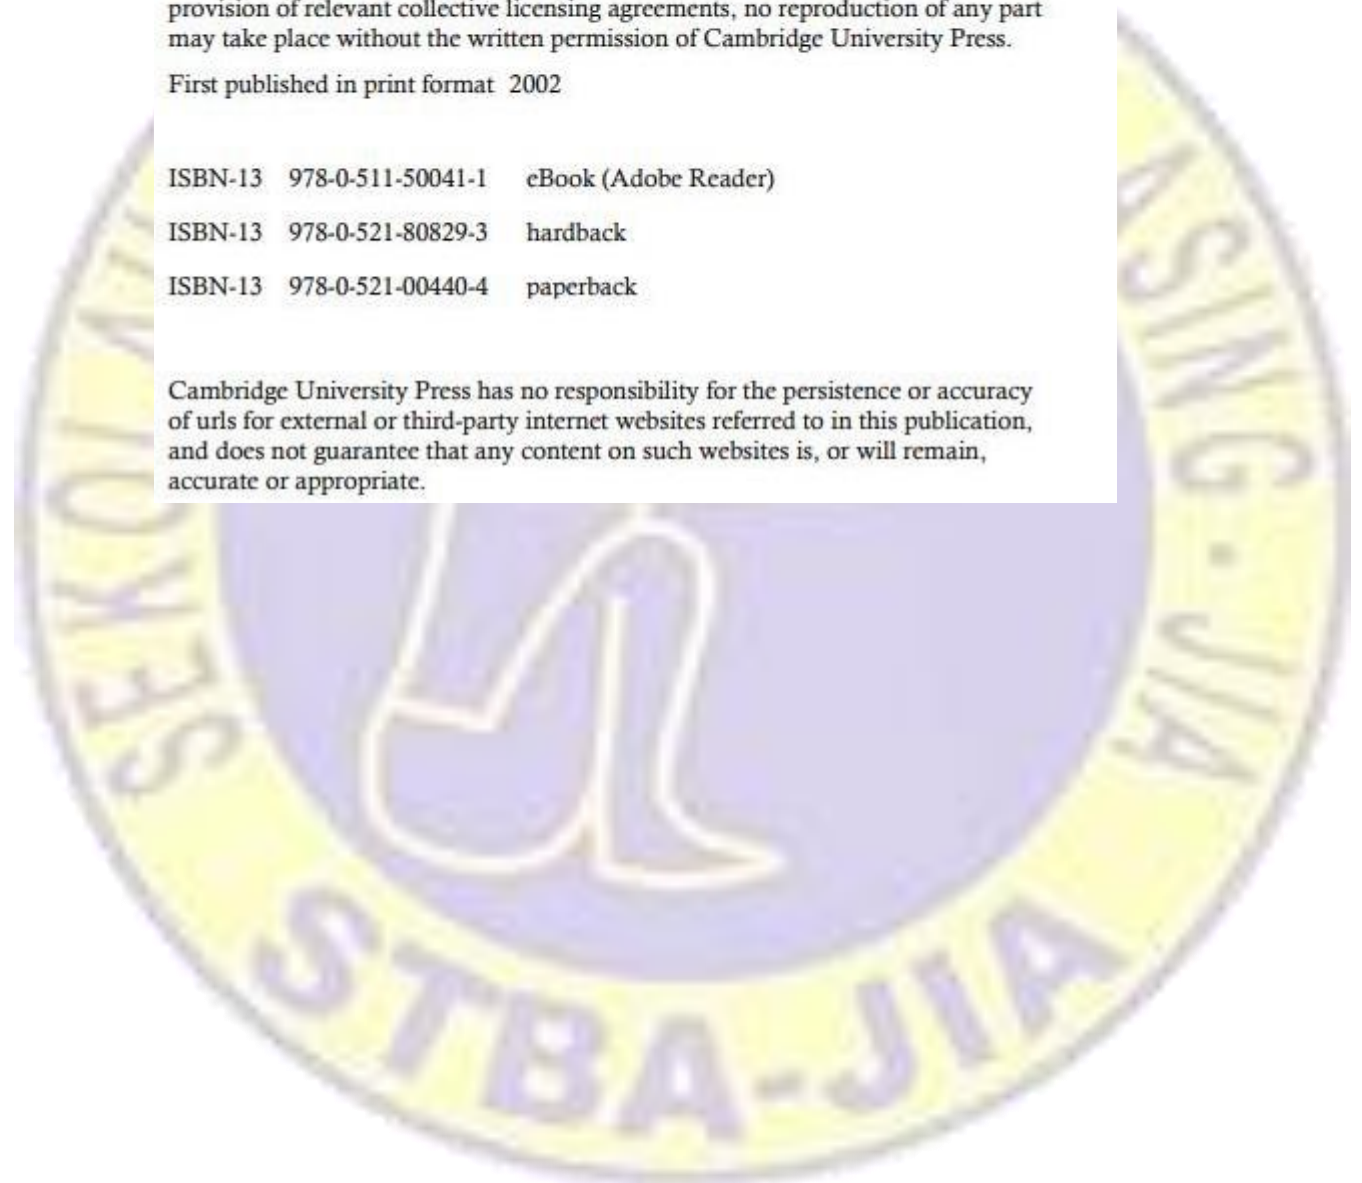 provision of relevant collective licensing agreements, no reproduction of any part
may take place without the written permission of Cambridge University Press.
First published in print format 2002
ISBN-13 978-0-511-50041-1 eBook (Adobe Reader)
ISBN-13 978-0-521-80829-3 hardback
ISBN-13 978-0-521-00440-4 paperback
Cambridge University Press has no responsibility for the persistence or accuracy
of urls for external or third-party internet websites referred to in this publication,
and does not guarantee that any content on such websites is, or will remain,
accurate or appropriate.
SEKOL
ASING · JIA
STBA-JIA